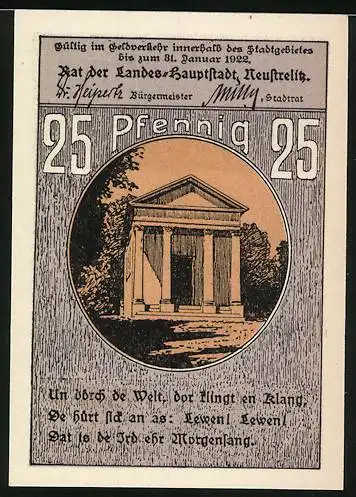 Gültig im Geldverkehr innerhalb des Stadtgebietes
bis zum 31. Januar 1922.
Rat der Landes-Hauptstadt, Neustrelitz.
Dr. Heipertz Bürgermeister Stadtrat
25 Pfennig 25
Un dörch de Welt, dor klingt en Klang,
De hürt sick an as: Lewen! Lewen!
Dat is de Ird ehr Morgensang.